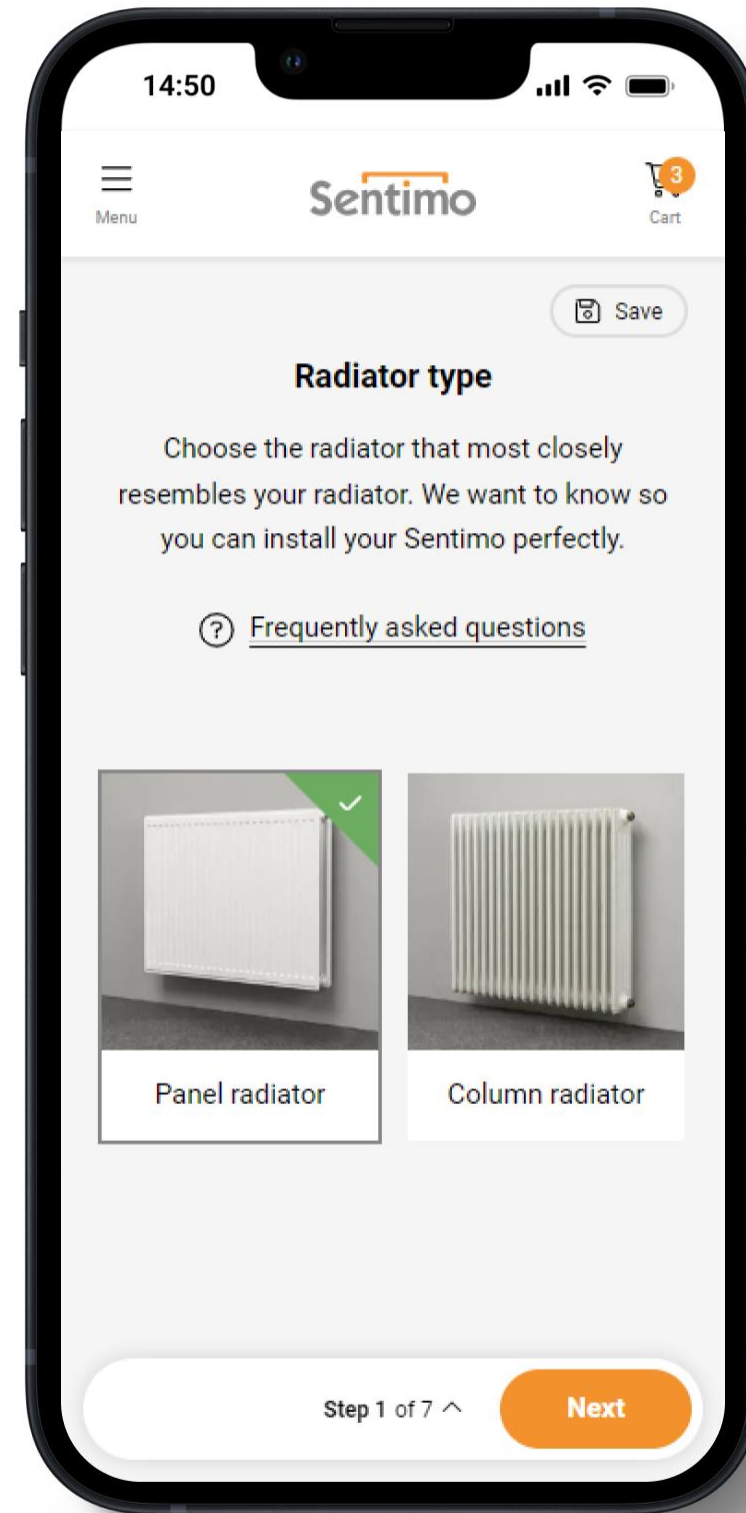 14:50
Menu
Sentimo
3
Cart
Save
Radiator type
Choose the radiator that most closely
resembles your radiator. We want to know so
you can install your Sentimo perfectly.
? Frequently asked questions
Panel radiator
Column radiator
Step 1 of 7
Next